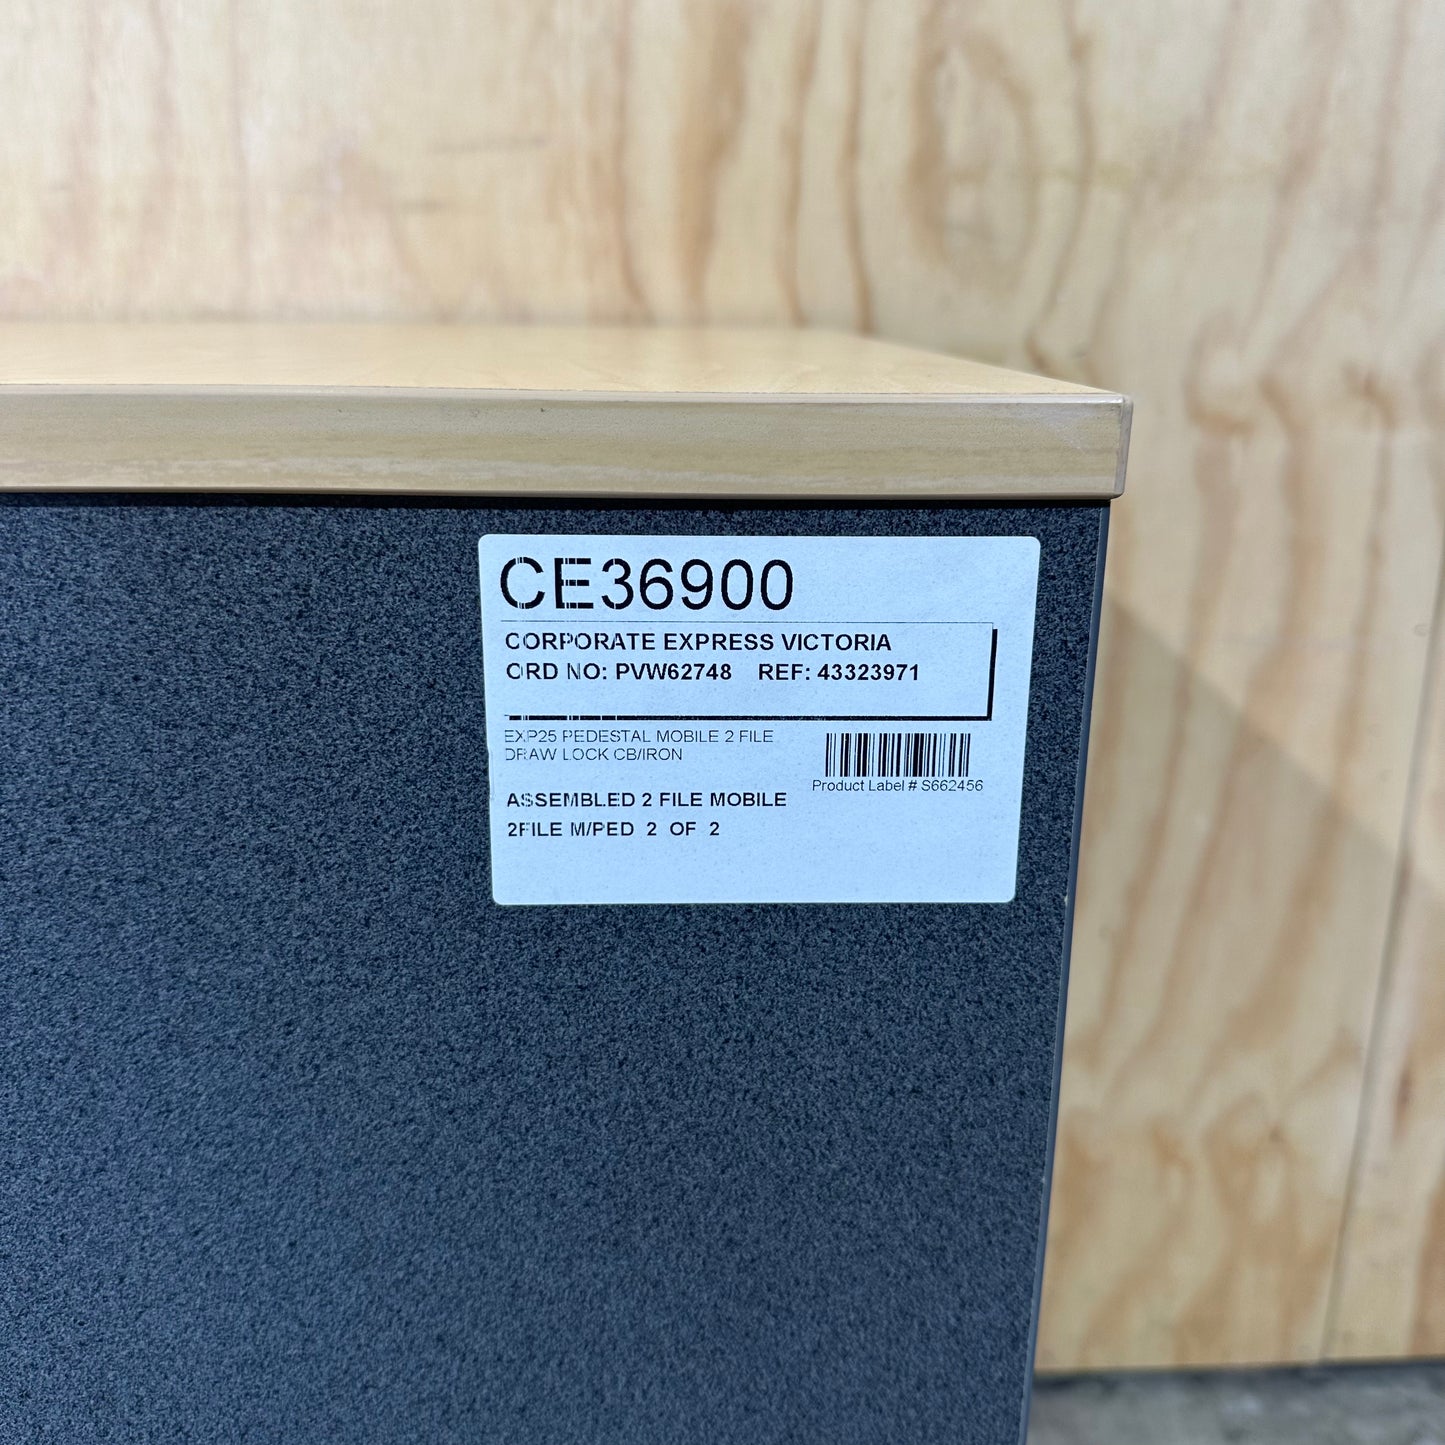 CE36900
CORPORATE EXPRESS VICTORIA
ORD NO: PVW62748 REF: 43323971
EXP25 PEDESTAL MOBILE 2 FILE
DRAW LOCK CB/IRON
Product Label # S662456
ASSEMBLED 2 FILE MOBILE
2FILE M/PED 2 OF 2